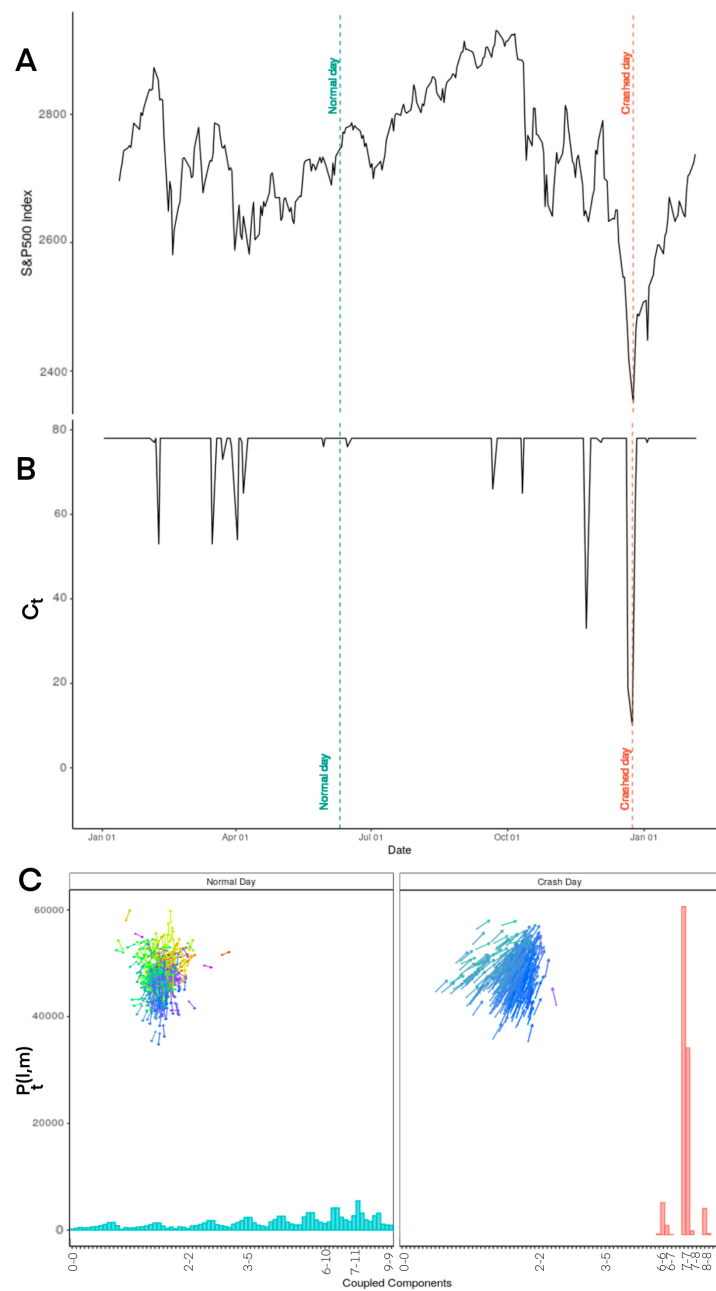 A
Normal day
Crashed day
2800
2600
2400
S&P500 Index
B
80
60
40
20
0
Ct
Normal day
Crashed day
Jan 01
Apr 01
Jul 01
Oct 01
Jan 01
Date
C
Normal Day
Crash Day
60000
40000
20000
0
Pt(l,m)
0-0
2-2
3-5
6-10
7-11
9-9
0-0
2-2
3-5
6-6
6-7
7-7
7-8
8-8
Coupled Components